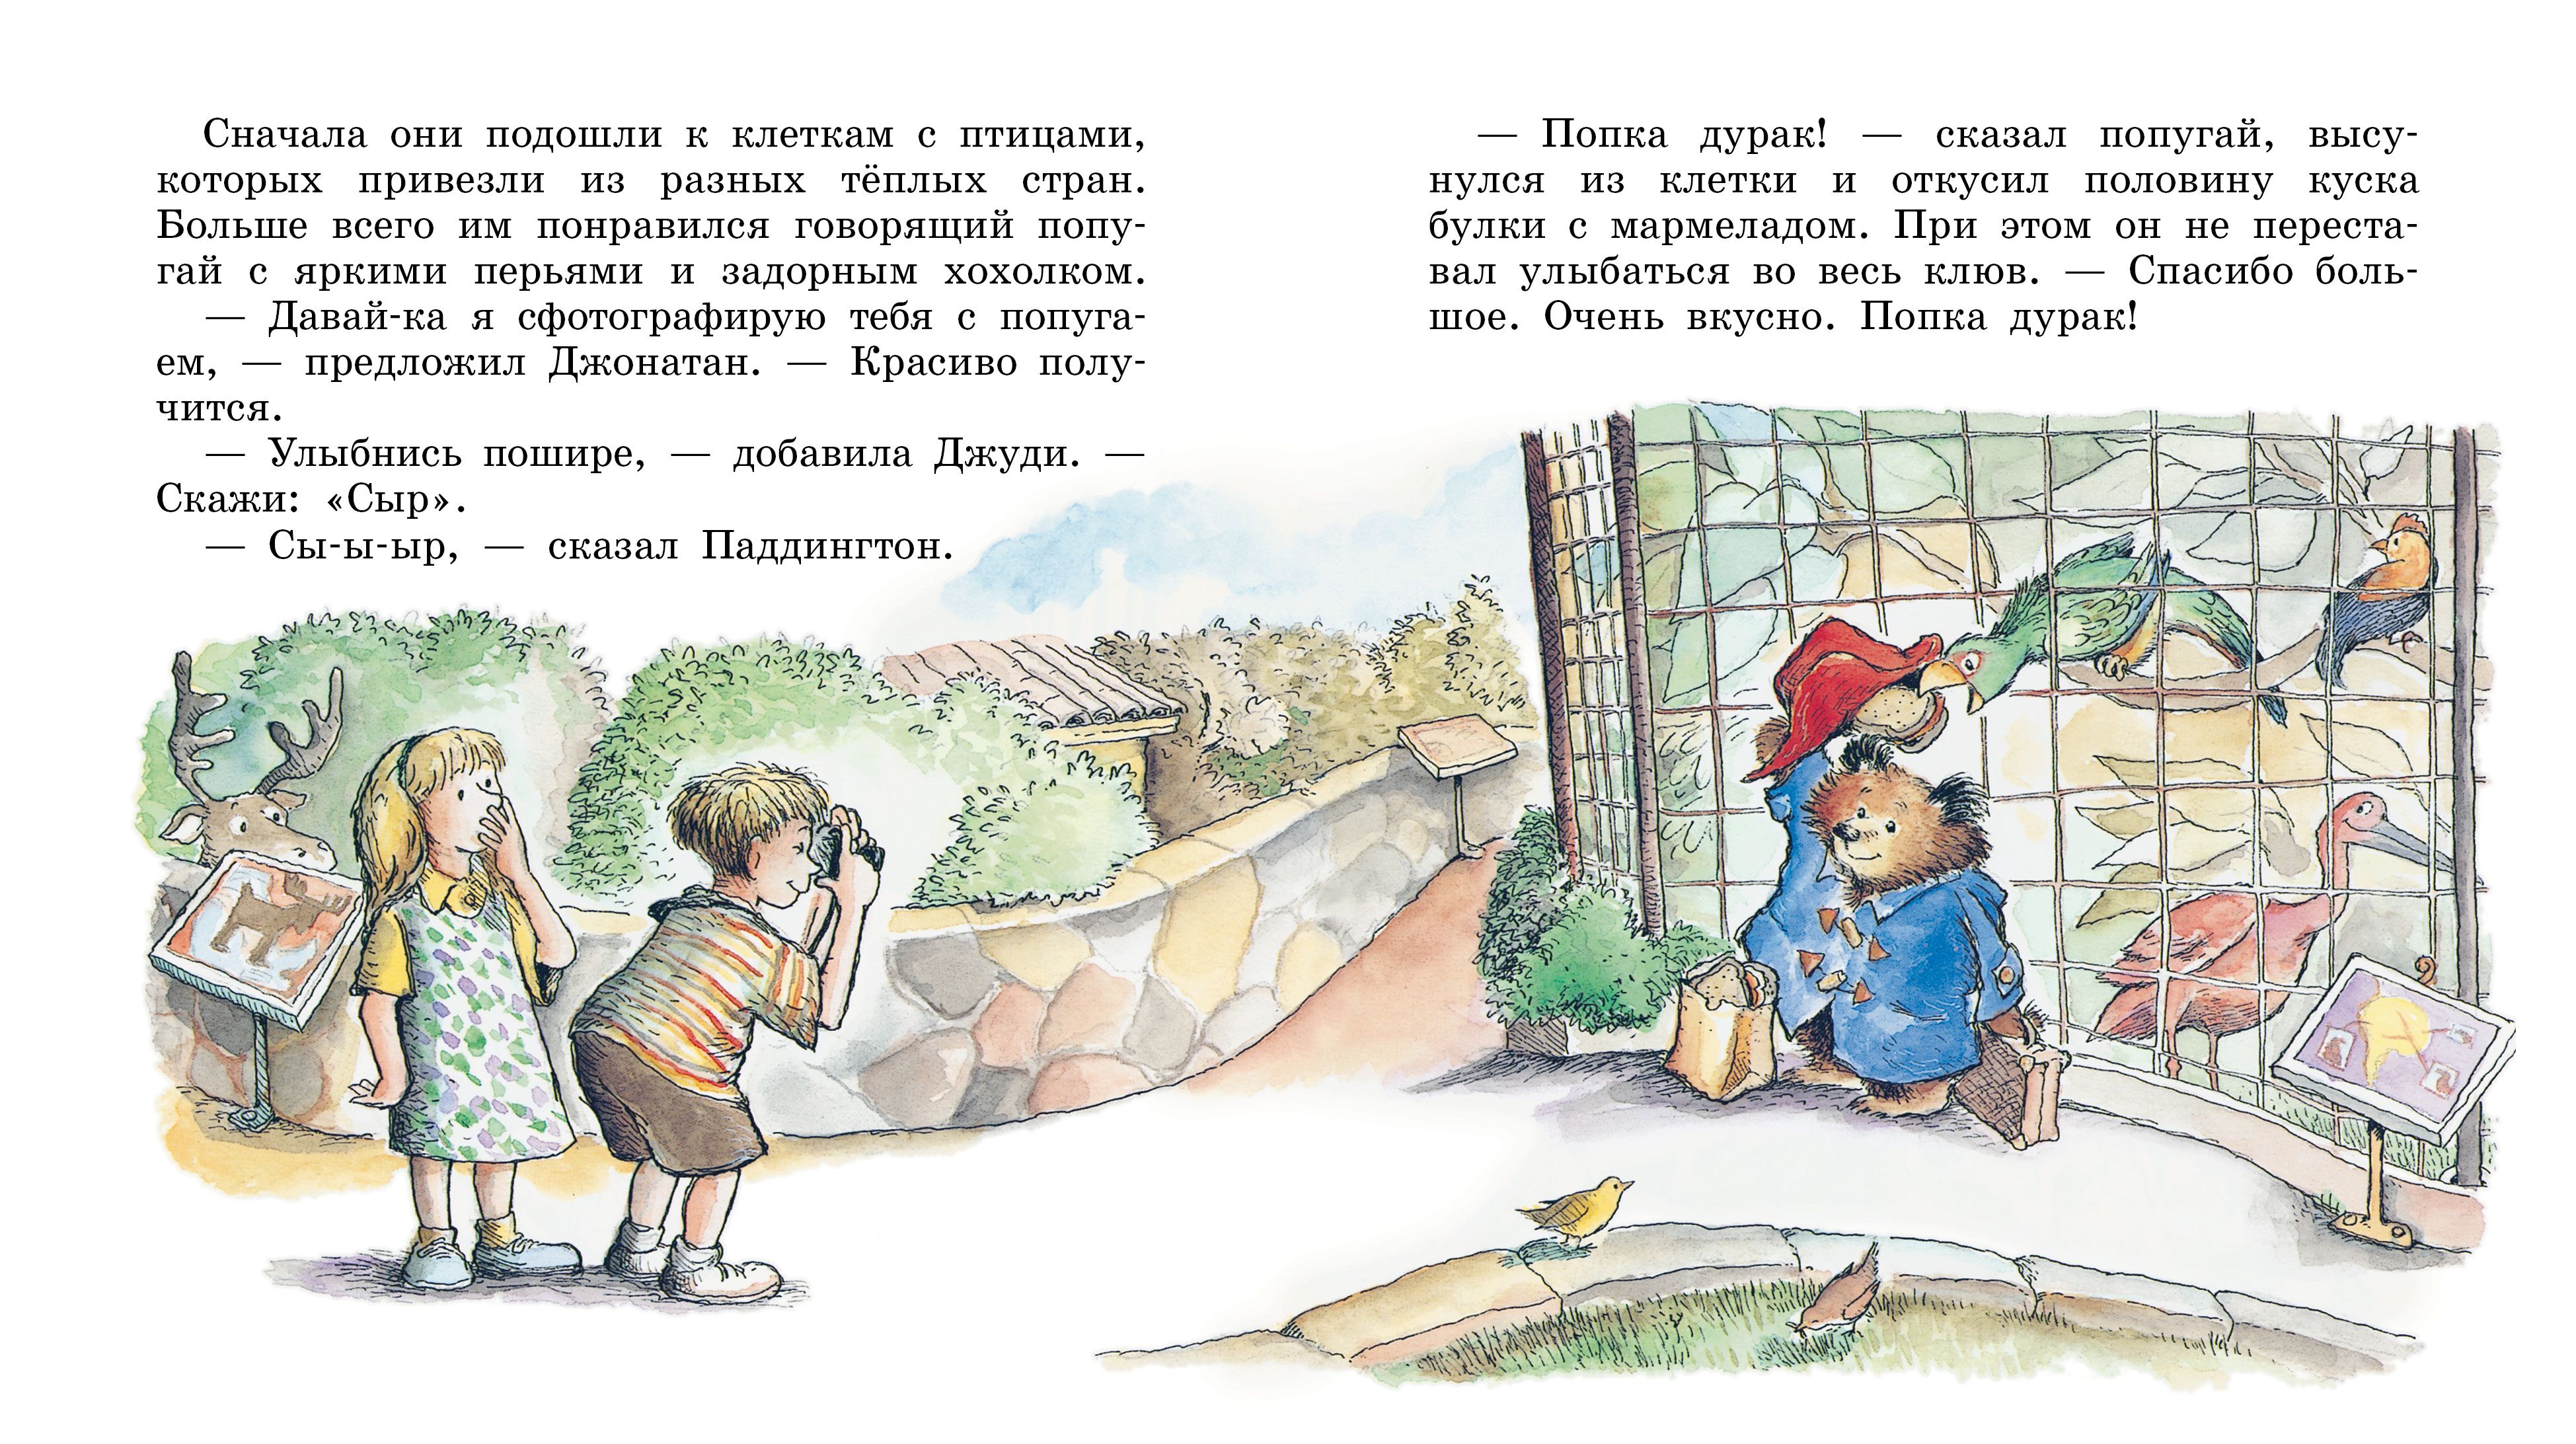 Сначала они подошли к клеткам с птицами,
которых привезли из разных тёплых стран.
Больше всего им понравился говорящий попу-
гай с яркими перьями и задорным хохолком.
— Давай-ка я сфотографирую тебя с попуга-
ем, — предложил Джонатан. — Красиво полу-
чится.
— Улыбнись пошире, — добавила Джуди. —
Скажи: «Сыр».
— Сы-ы-ыр, — сказал Паддингтон.
— Попка дурак! — сказал попугай, высу-
нулся из клетки и откусил половину куска
булки с мармеладом. При этом он не переста-
вал улыбаться во весь клюв. — Спасибо боль-
шое. Очень вкусно. Попка дурак!